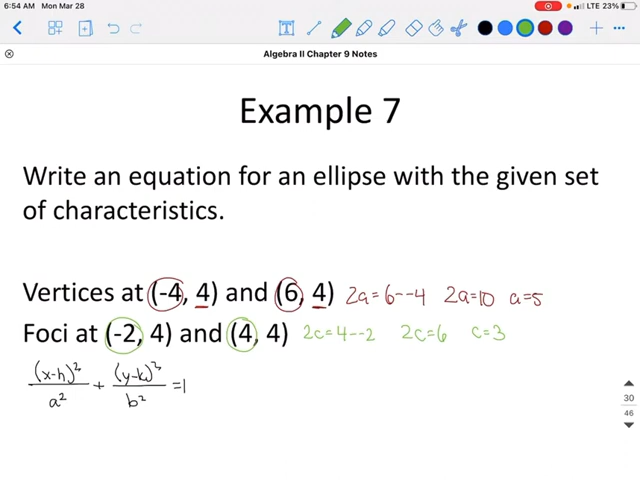 6:54 AM Mon Mar 28 LTE 23%
Algebra II Chapter 9 Notes
Example 7
Write an equation for an ellipse with the given set
of characteristics.
Vertices at (-4, 4) and (6, 4) 2a = 6--4 2a=10 a=5
Foci at (-2, 4) and (4, 4) 2c=4--2 2c=6 c=3
(x-h)² (y-k)²
+ =1
a² b²
30
46